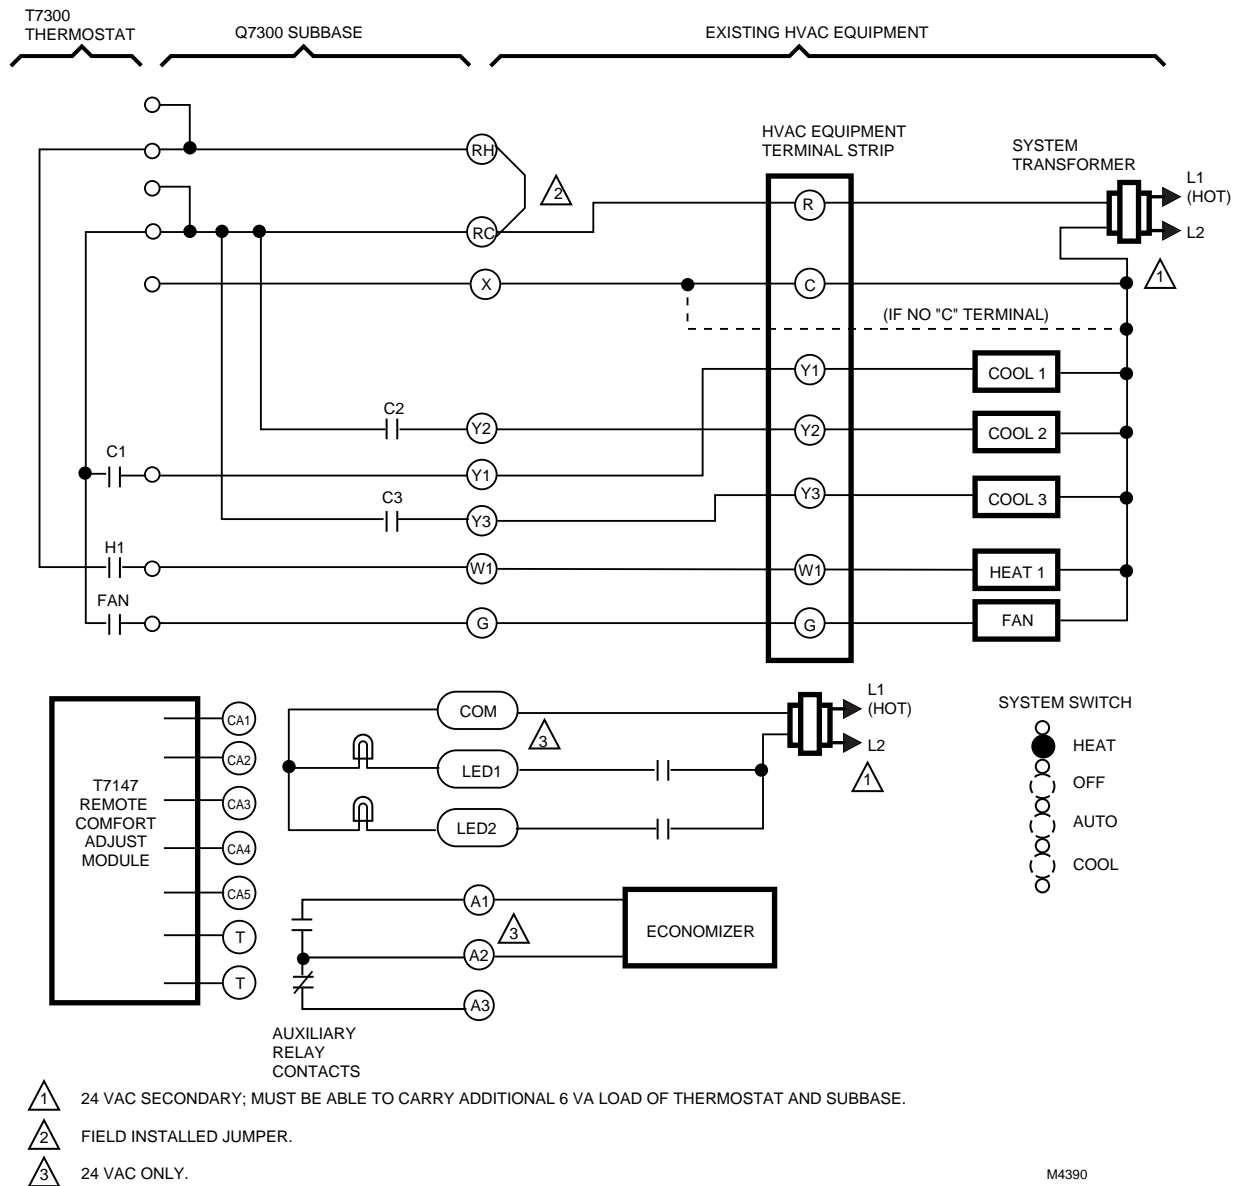 T7300
THERMOSTAT
Q7300 SUBBASE
EXISTING HVAC EQUIPMENT
HVAC EQUIPMENT
TERMINAL STRIP
SYSTEM
TRANSFORMER
L1
(HOT)
L2
1
RH
2
R
RC
X
C
(IF NO "C" TERMINAL)
Y1
COOL 1
C2
Y2
Y2
COOL 2
C1
Y1
C3
Y3
Y3
COOL 3
H1
W1
W1
HEAT 1
FAN
G
G
FAN
T7147
REMOTE
COMFORT
ADJUST
MODULE
CA1
CA2
CA3
CA4
CA5
T
T
COM
3
LED1
LED2
L1
(HOT)
L2
1
SYSTEM SWITCH
HEAT
OFF
AUTO
COOL
A1
3
A2
A3
ECONOMIZER
AUXILIARY
RELAY
CONTACTS
1 24 VAC SECONDARY; MUST BE ABLE TO CARRY ADDITIONAL 6 VA LOAD OF THERMOSTAT AND SUBBASE.
2 FIELD INSTALLED JUMPER.
3 24 VAC ONLY.
M4390